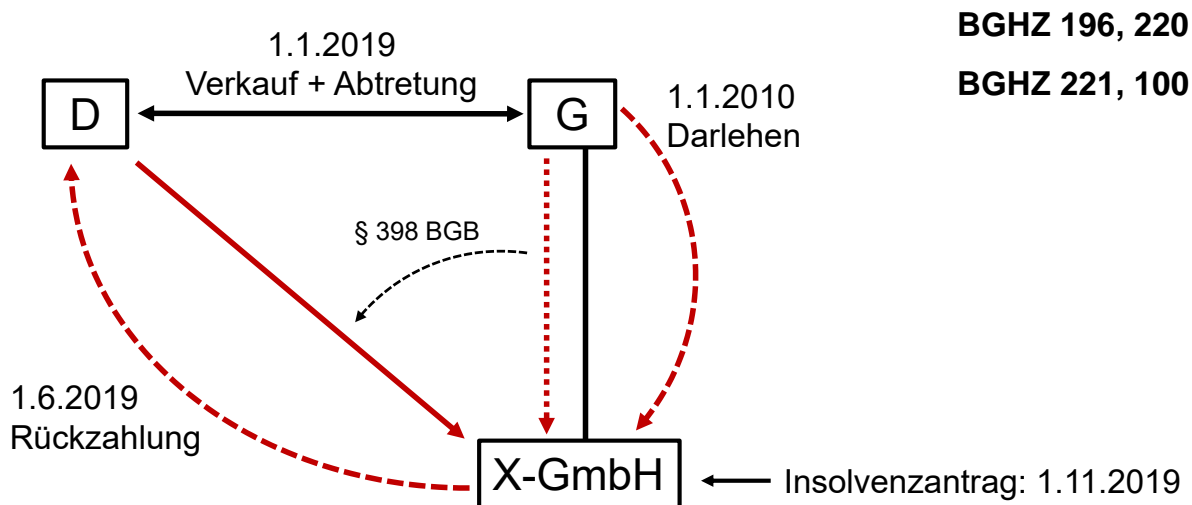 BGHZ 196, 220
BGHZ 221, 100
1.1.2019
Verkauf + Abtretung
D
G
1.1.2010
Darlehen
§ 398 BGB
1.6.2019
Rückzahlung
X-GmbH
Insolvenzantrag: 1.11.2019